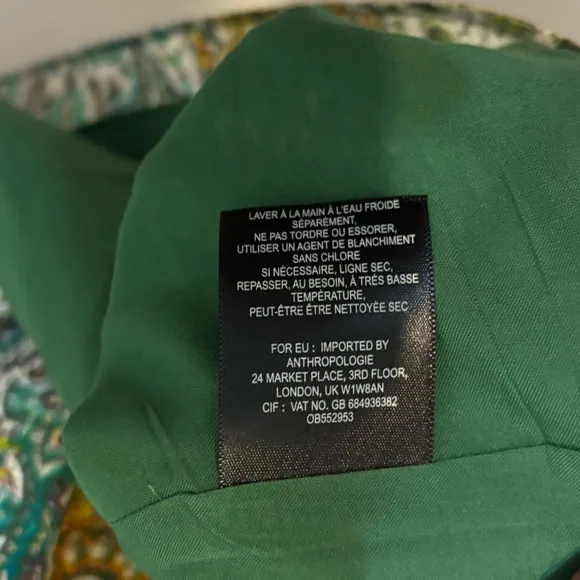 LAVER À LA MAIN À L'EAU FROIDE
SÉPARÉMENT,
NE PAS TORDRE OU ESSORER,
UTILISER UN AGENT DE BLANCHIMENT
SANS CHLORE
SI NÉCESSAIRE, LIGNE SEC,
REPASSER, AU BESOIN, À TRÉS BASSE
TEMPÉRATURE,
PEUT-ÊTRE ÊTRE NETTOYÉE SEC
FOR EU : IMPORTED BY
ANTHROPOLOGIE
24 MARKET PLACE, 3RD FLOOR,
LONDON, UK W1W8AN
CIF : VAT NO. GB 684936382
OB552953